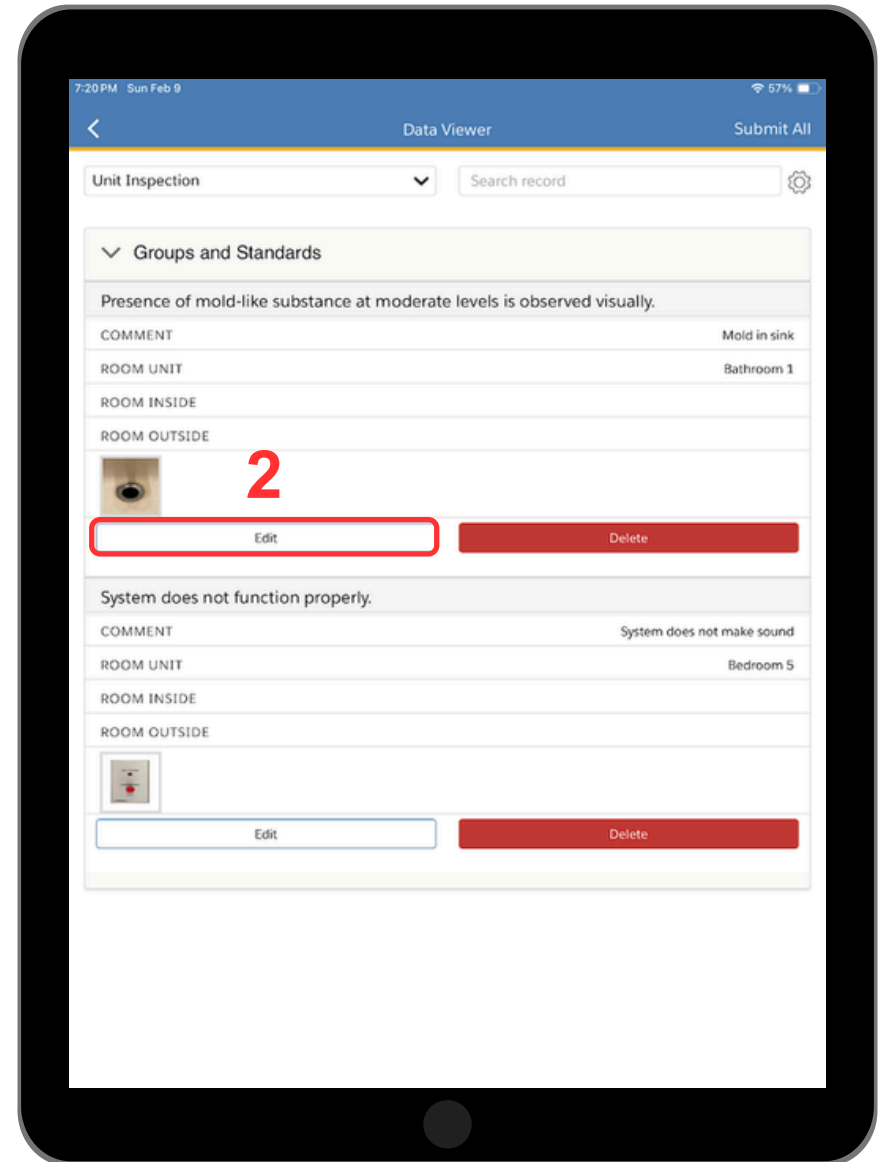 7:20 PM Sun Feb 9 57%
Data Viewer Submit All
Unit Inspection Search record
Groups and Standards
Presence of mold-like substance at moderate levels is observed visually.
COMMENT Mold in sink
ROOM UNIT Bathroom 1
ROOM INSIDE
ROOM OUTSIDE
2
Edit Delete
System does not function properly.
COMMENT System does not make sound
ROOM UNIT Bedroom 5
ROOM INSIDE
ROOM OUTSIDE
Edit Delete